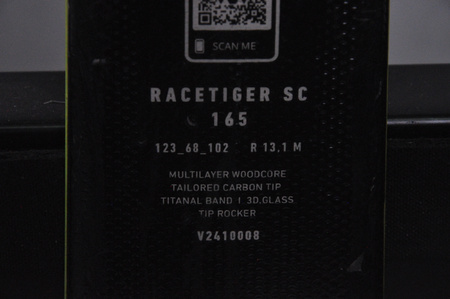 SCAN ME
RACETIGER SC
165
123_68_102 R 13.1 M
MULTILAYER WOODCORE
TAILORED CARBON TIP
TITANAL BAND | 3D.GLASS
TIP ROCKER
V2410008